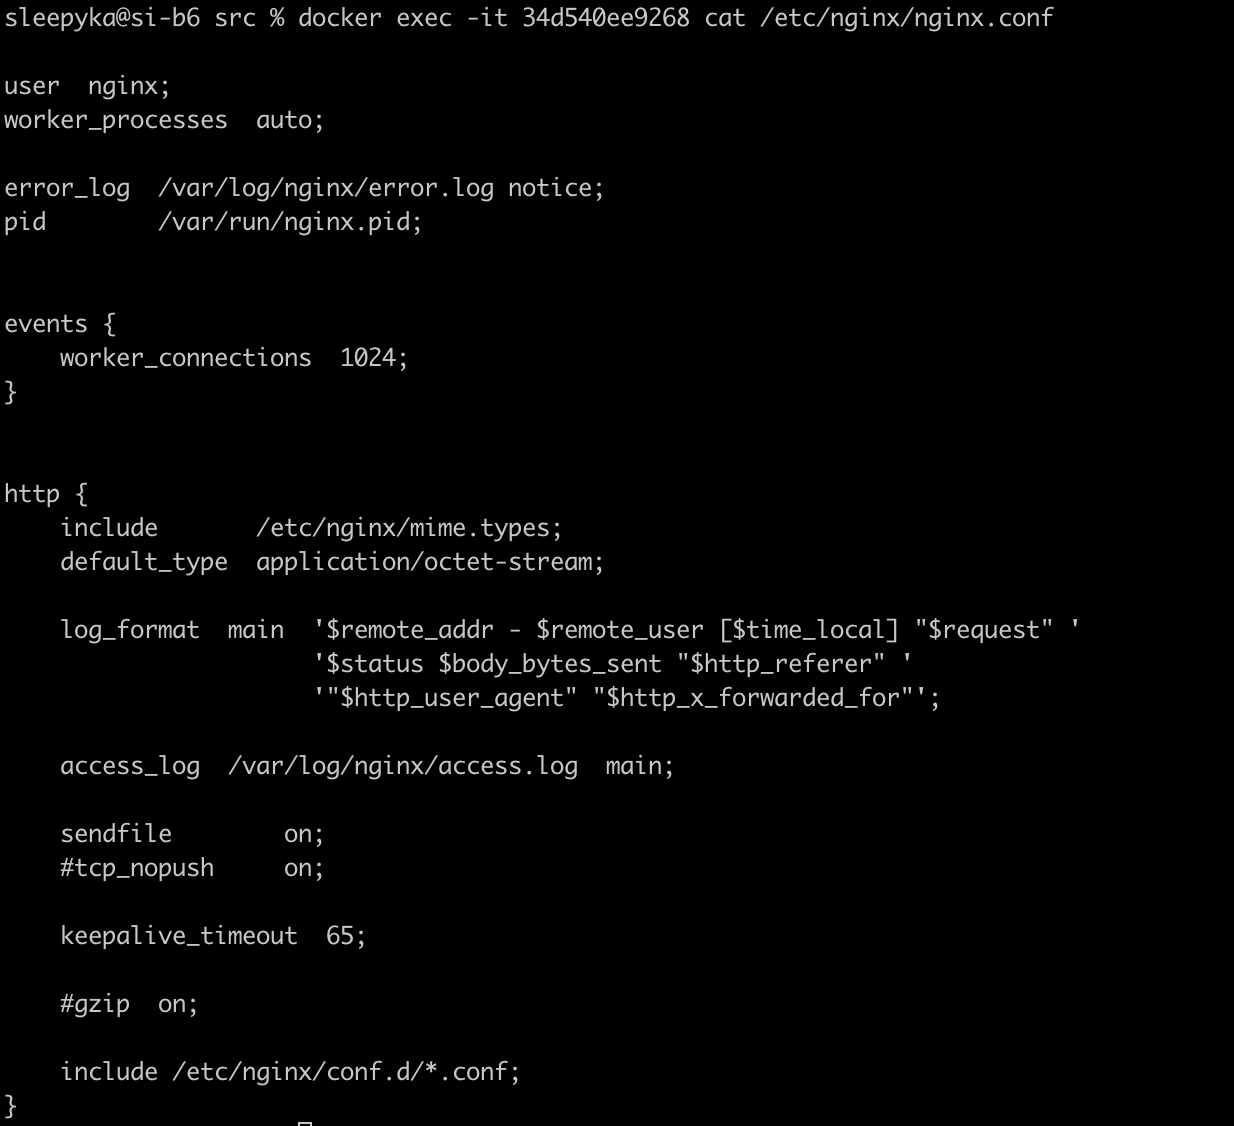 sleepyka@si-b6 src % docker exec -it 34d540ee9268 cat /etc/nginx/nginx.conf
user  nginx;
worker_processes  auto;
error_log  /var/log/nginx/error.log notice;
pid        /var/run/nginx.pid;
events {
    worker_connections  1024;
}
http {
    include       /etc/nginx/mime.types;
    default_type  application/octet-stream;
    log_format  main  '$remote_addr - $remote_user [$time_local] "$request" '
                      '$status $body_bytes_sent "$http_referer" '
                      '"$http_user_agent" "$http_x_forwarded_for"';
    access_log  /var/log/nginx/access.log  main;
    sendfile        on;
    #tcp_nopush     on;
    keepalive_timeout  65;
    #gzip  on;
    include /etc/nginx/conf.d/*.conf;
}